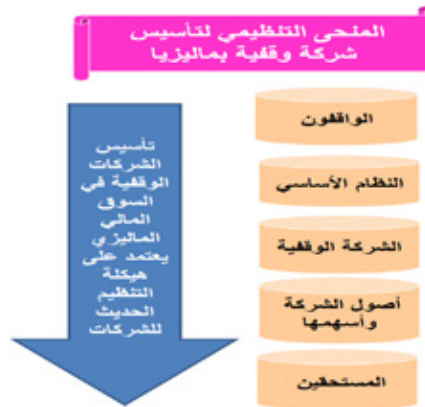 المنحى التنظيمي لتأسيس
شركة وقفية بماليزيا
الواقفون
النظام الأساسي
الشركة الوقفية
أصول الشركة
وأسهمها
المستحقين
تأسيس
الشركات
الوقفية في
السوق
المالي
الماليزي
يعتمد على
هيكلة
التنظيم
الحديث
للشركات